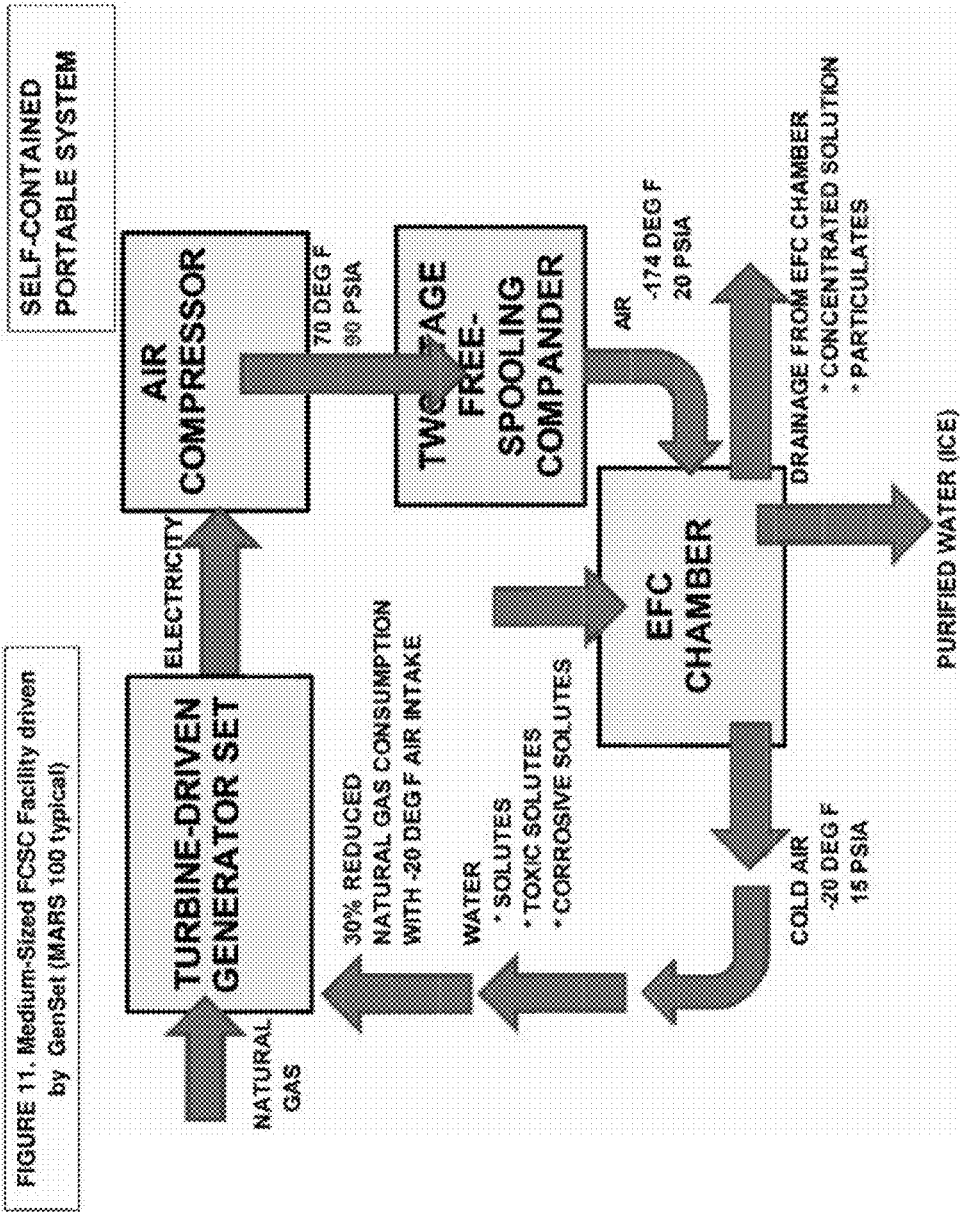 FIGURE 11. Medium-Sized FCSC Facility driven
by GenSet (MARS 100 typical)
SELF-CONTAINED
PORTABLE SYSTEM
NATURAL
GAS
TURBINE-DRIVEN
GENERATOR SET
ELECTRICITY
AIR
COMPRESSOR
30% REDUCED
NATURAL GAS CONSUMPTION
WITH -20 DEG F AIR INTAKE
70 DEG F
90 PSIA
WATER
* SOLUTES
* TOXIC SOLUTES
* CORROSIVE SOLUTES
TWO STAGE
FREE-
SPOOLING
COMPANDER
AIR
-174 DEG F
20 PSIA
EFC
CHAMBER
COLD AIR
-20 DEG F
15 PSIA
DRAINAGE FROM EFC CHAMBER
* CONCENTRATED SOLUTION
* PARTICULATES
PURIFIED WATER (ICE)